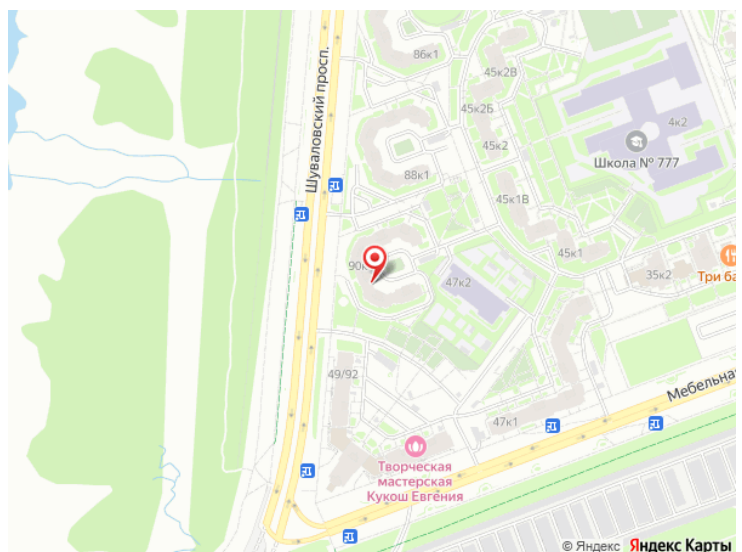 86к1
45к2В
Шуваловский просп.
45к2Б
4к2
45к2
Школа № 777
88к1
45к1В
45к1
90к
47к2
35к2
Три ба
49/92
Мебельна
47к1
Творческая
мастерская
Кукош Евгения
© Яндекс Яндекс Карты